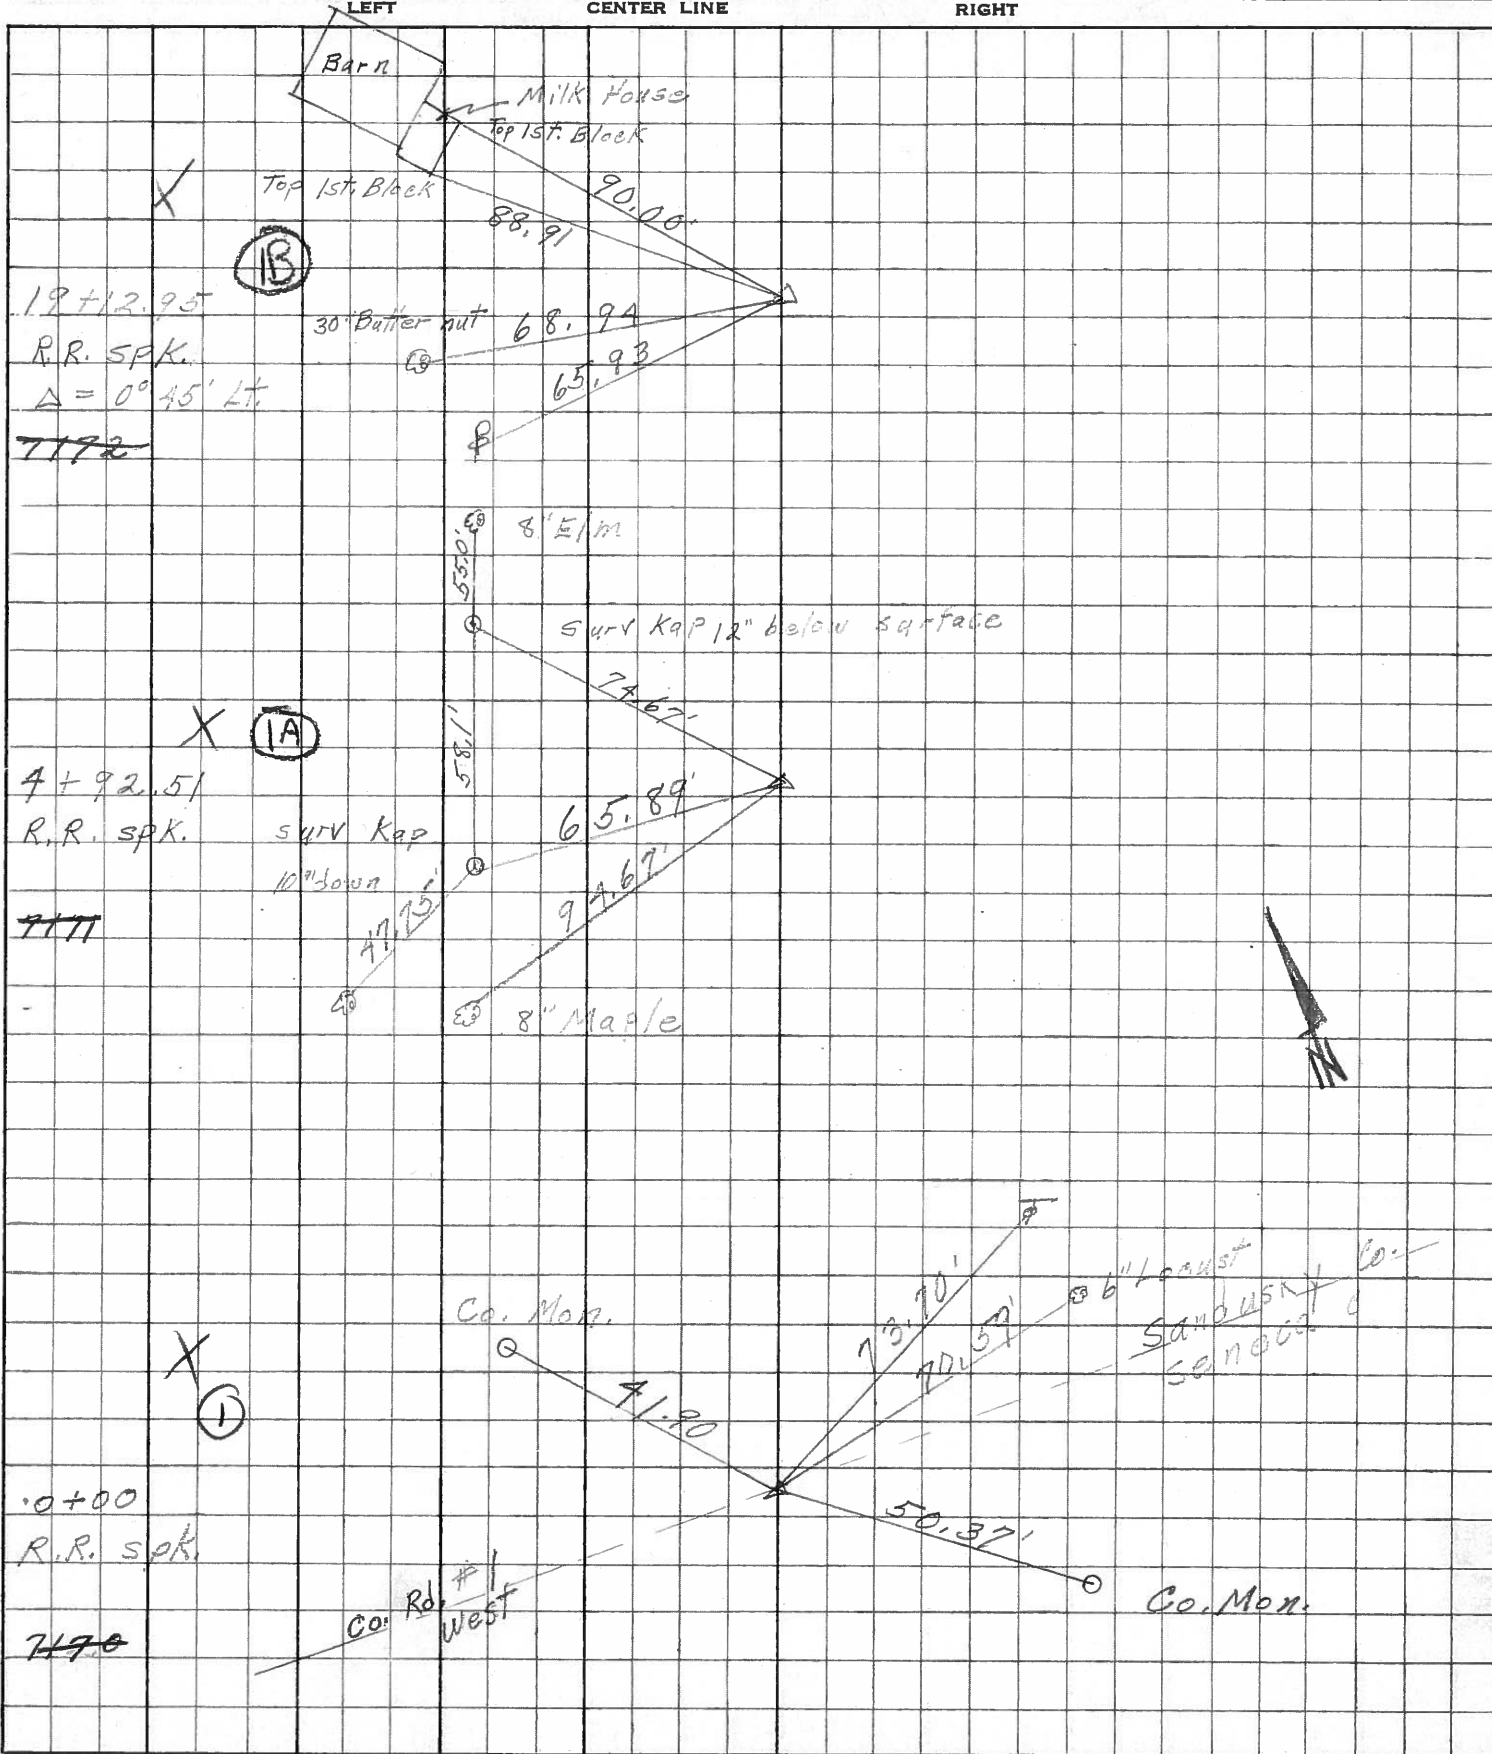 LEFT CENTER LINE RIGHT
Barn
Milk House
Top 1st. Block
Top 1st. Block
90.00'
88.91
X
1B
19+12.95
R.R. spk.
Δ = 0° 45' Lt.
7172
30" Butter nut
68.94
65.93
8" Elm
55.0'
Surv Kap 12" below surface
74.67'
58.1'
X
1A
4+92.51
R.R. spk.
7171
Surv Kap
10" down
65.89'
94.67'
47.75'
8" Maple
N
73.70'
70.57'
6" Locust
Sandusky Co.
Seneca
Co. Mon.
41.90
X
1
0+00
R.R. spk.
7170
50.37'
Co. Mon.
Co. Rd. #1
West